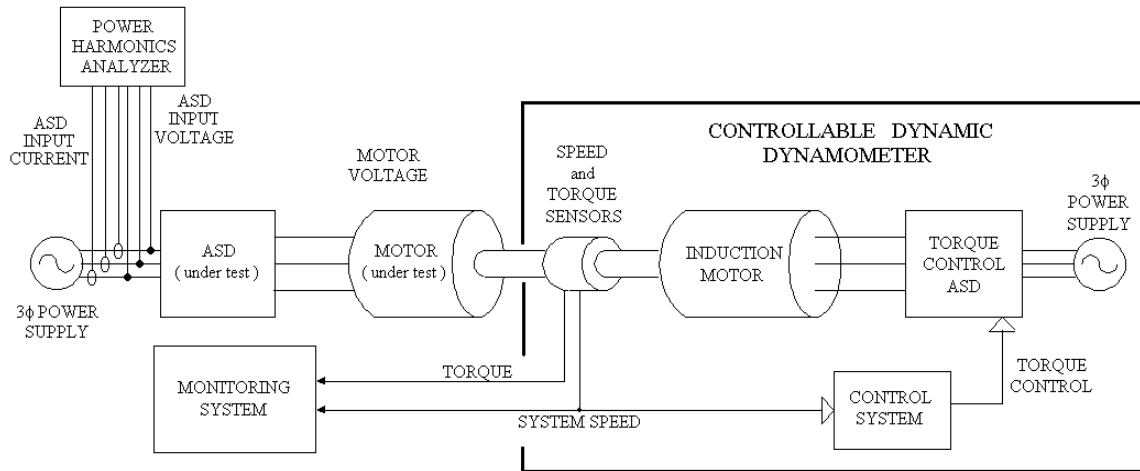 POWER
HARMONICS
ANALYZER
ASD
INPUT
CURRENT
ASD
INPUT
VOLTAGE
MOTOR
VOLTAGE
SPEED
and
TORQUE
SENSORS
CONTROLLABLE DYNAMIC
DYNAMOMETER
3ϕ
POWER
SUPPLY
ASD
( under test )
MOTOR
( under test )
INDUCTION
MOTOR
TORQUE
CONTROL
ASD
3ϕ POWER
SUPPLY
MONITORING
SYSTEM
TORQUE
SYSTEM SPEED
CONTROL
SYSTEM
TORQUE
CONTROL